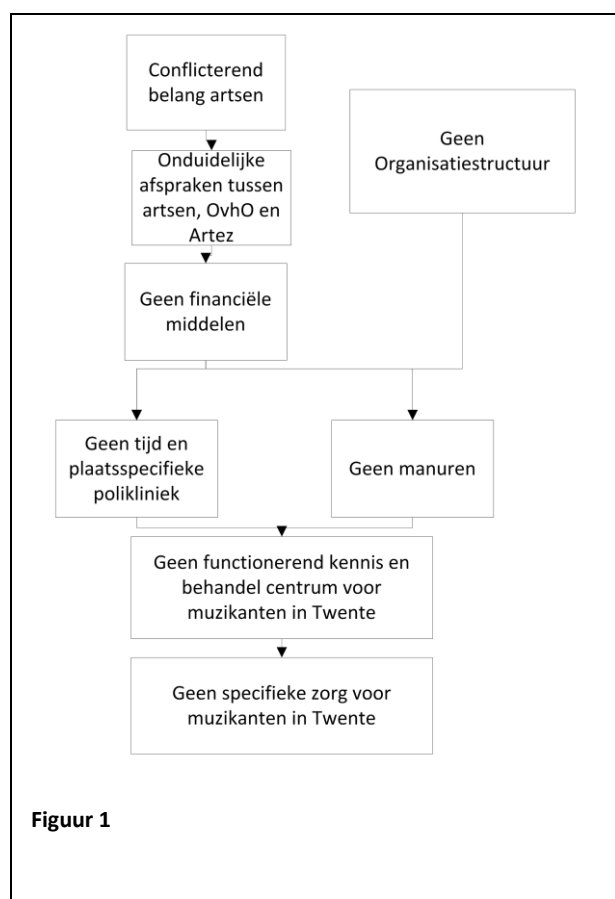 Conflicterend
belang artsen
Geen
Organisatiestructuur
Onduidelijke
afspraken tussen
artsen, OvhO en
Artez
Geen financiële
middelen
Geen tijd en
plaatsspecifieke
polikliniek
Geen manuren
Geen functionerend kennis en
behandel centrum voor
muzikanten in Twente
Geen specifieke zorg voor
muzikanten in Twente
Figuur 1